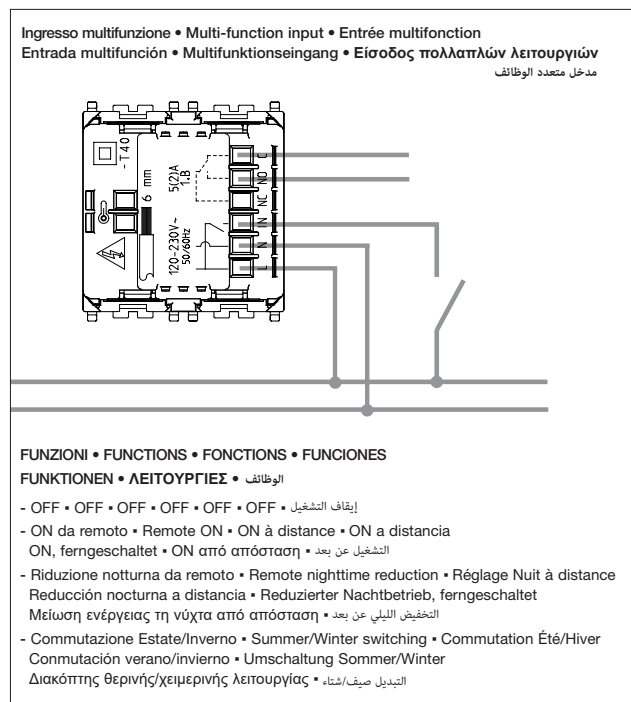 Ingresso multifunzione • Multi-function input • Entrée multifonction
Entrada multifunción • Multifunktionseingang • Είσοδος πολλαπλών λειτουργιών
مدخل متعدد الوظائف
-T40
6 mm
5(2)A
1.B
120-230V~
50/60Hz
C
NO
NC
IN
N
L
FUNZIONI • FUNCTIONS • FONCTIONS • FUNCIONES
FUNKTIONEN • ΛΕΙΤΟΥΡΓΙΕΣ • الوظائف
- OFF ▪ OFF ▪ OFF ▪ OFF ▪ OFF ▪ OFF ▪ إيقاف التشغيل
- ON da remoto ▪ Remote ON ▪ ON à distance ▪ ON a distancia
ON, ferngeschaltet ▪ ON από απόσταση ▪ التشغيل عن بعد
- Riduzione notturna da remoto ▪ Remote nighttime reduction ▪ Réglage Nuit à distance
Reducción nocturna a distancia ▪ Reduzierter Nachtbetrieb, ferngeschaltet
Μείωση ενέργειας τη νύχτα από απόσταση ▪ التخفيض الليلي عن بعد
- Commutazione Estate/Inverno ▪ Summer/Winter switching ▪ Commutation Été/Hiver
Conmutación verano/invierno ▪ Umschaltung Sommer/Winter
Διακόπτης θερινής/χειμερινής λειτουργίας ▪ التبديل صيف/شتاء